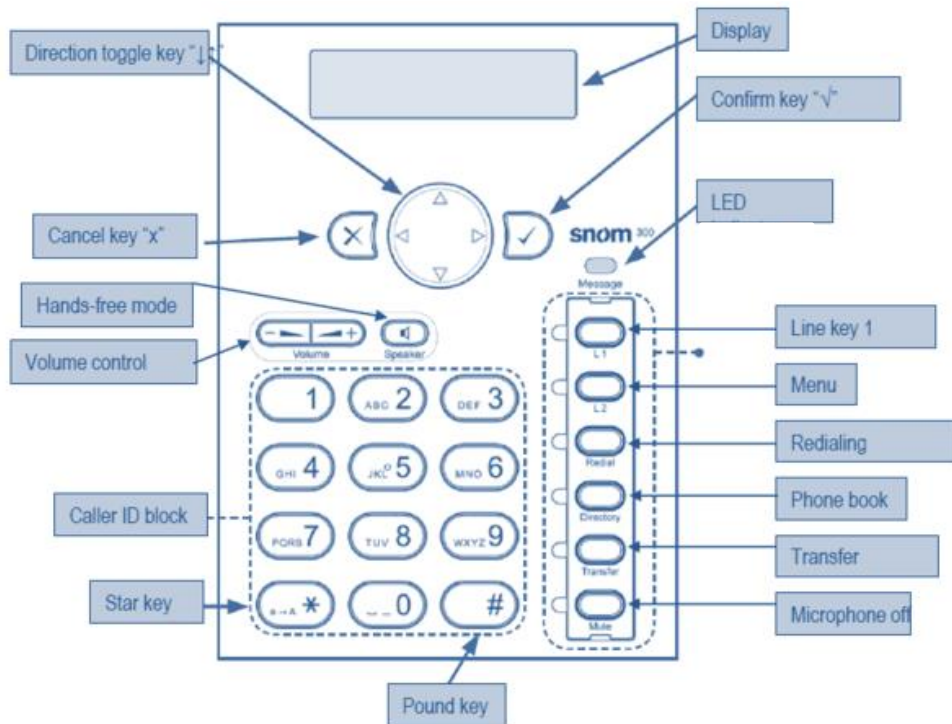 Direction toggle key "↓
Display
Confirm key "√"
LED
Cancel key "x"
snom 300
Message
Hands-free mode
Volume control
Volume
Speaker
L1
Line key 1
1
ABC 2
DEF 3
L2
Menu
GHI 4
JKL 5
MNO 6
Redial
Redialing
Caller ID block
PQRS 7
TUV 8
WXYZ 9
Directory
Phone book
Transfer
Transfer
Star key
a→A *
_ _ 0
#
Mute
Microphone off
Pound key